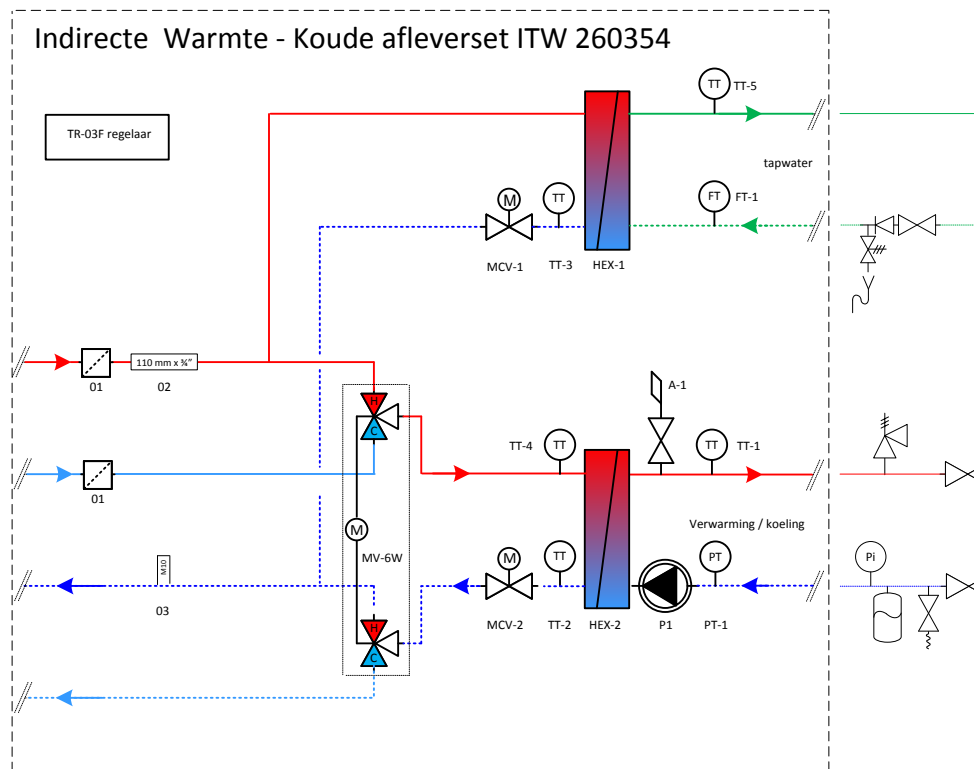 Indirecte Warmte - Koude afleverset ITW 260354
TR-03F regelaar
TT
TT-5
tapwater
M
TT
FT
FT-1
MCV-1
TT-3
HEX-1
110 mm x ¾"
01
02
H
C
A-1
TT-4
TT
TT
TT-1
01
M
MV-6W
Verwarming / koeling
M10
03
M
TT
PT
Pi
H
C
MCV-2
TT-2
HEX-2
P1
PT-1